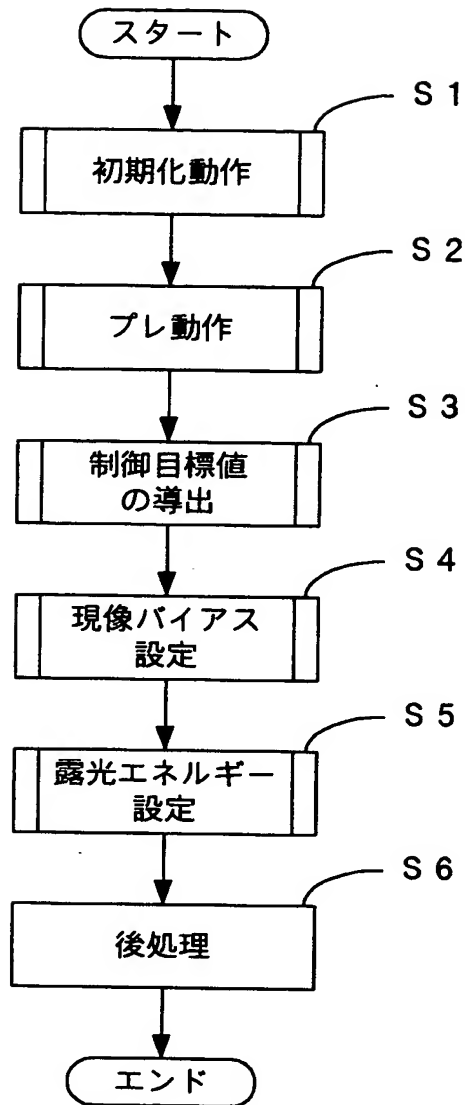 スタート
S 1
初期化動作
S 2
プレ動作
S 3
制御目標値
の導出
S 4
現像バイアス
設定
S 5
露光エネルギー
設定
S 6
後処理
エンド